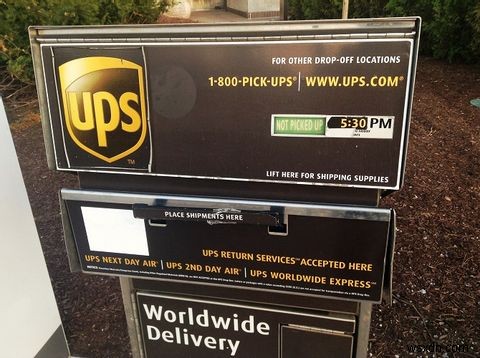 ups
TM
FOR OTHER DROP-OFF LOCATIONS
1-800-PICK-UPS® | WWW.UPS.COM®
NOT PICKED UP 5:30 PM
LIFT HERE FOR SHIPPING SUPPLIES
PLACE SHIPMENTS HERE
UPS RETURN SERVICES℠ ACCEPTED HERE
UPS NEXT DAY AIR® | UPS 2ND DAY AIR® | UPS WORLDWIDE EXPRESS℠
Worldwide
Delivery